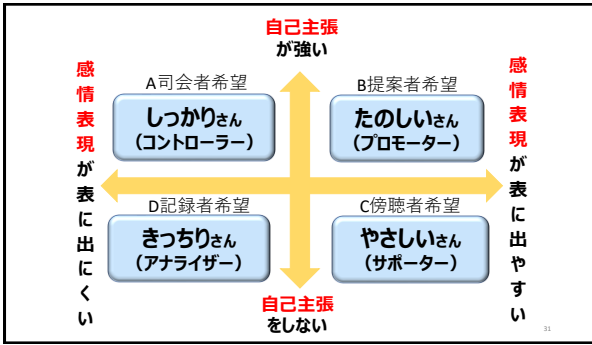 自己主張
が強い
感情表現が表に出にくい
A司会者希望
しっかりさん
(コントローラー)
B提案者希望
たのしいさん
(プロモーター)
感情表現が表に出やすい
D記録者希望
きっちりさん
(アナライザー)
C傍聴者希望
やさしいさん
(サポーター)
自己主張
をしない
31